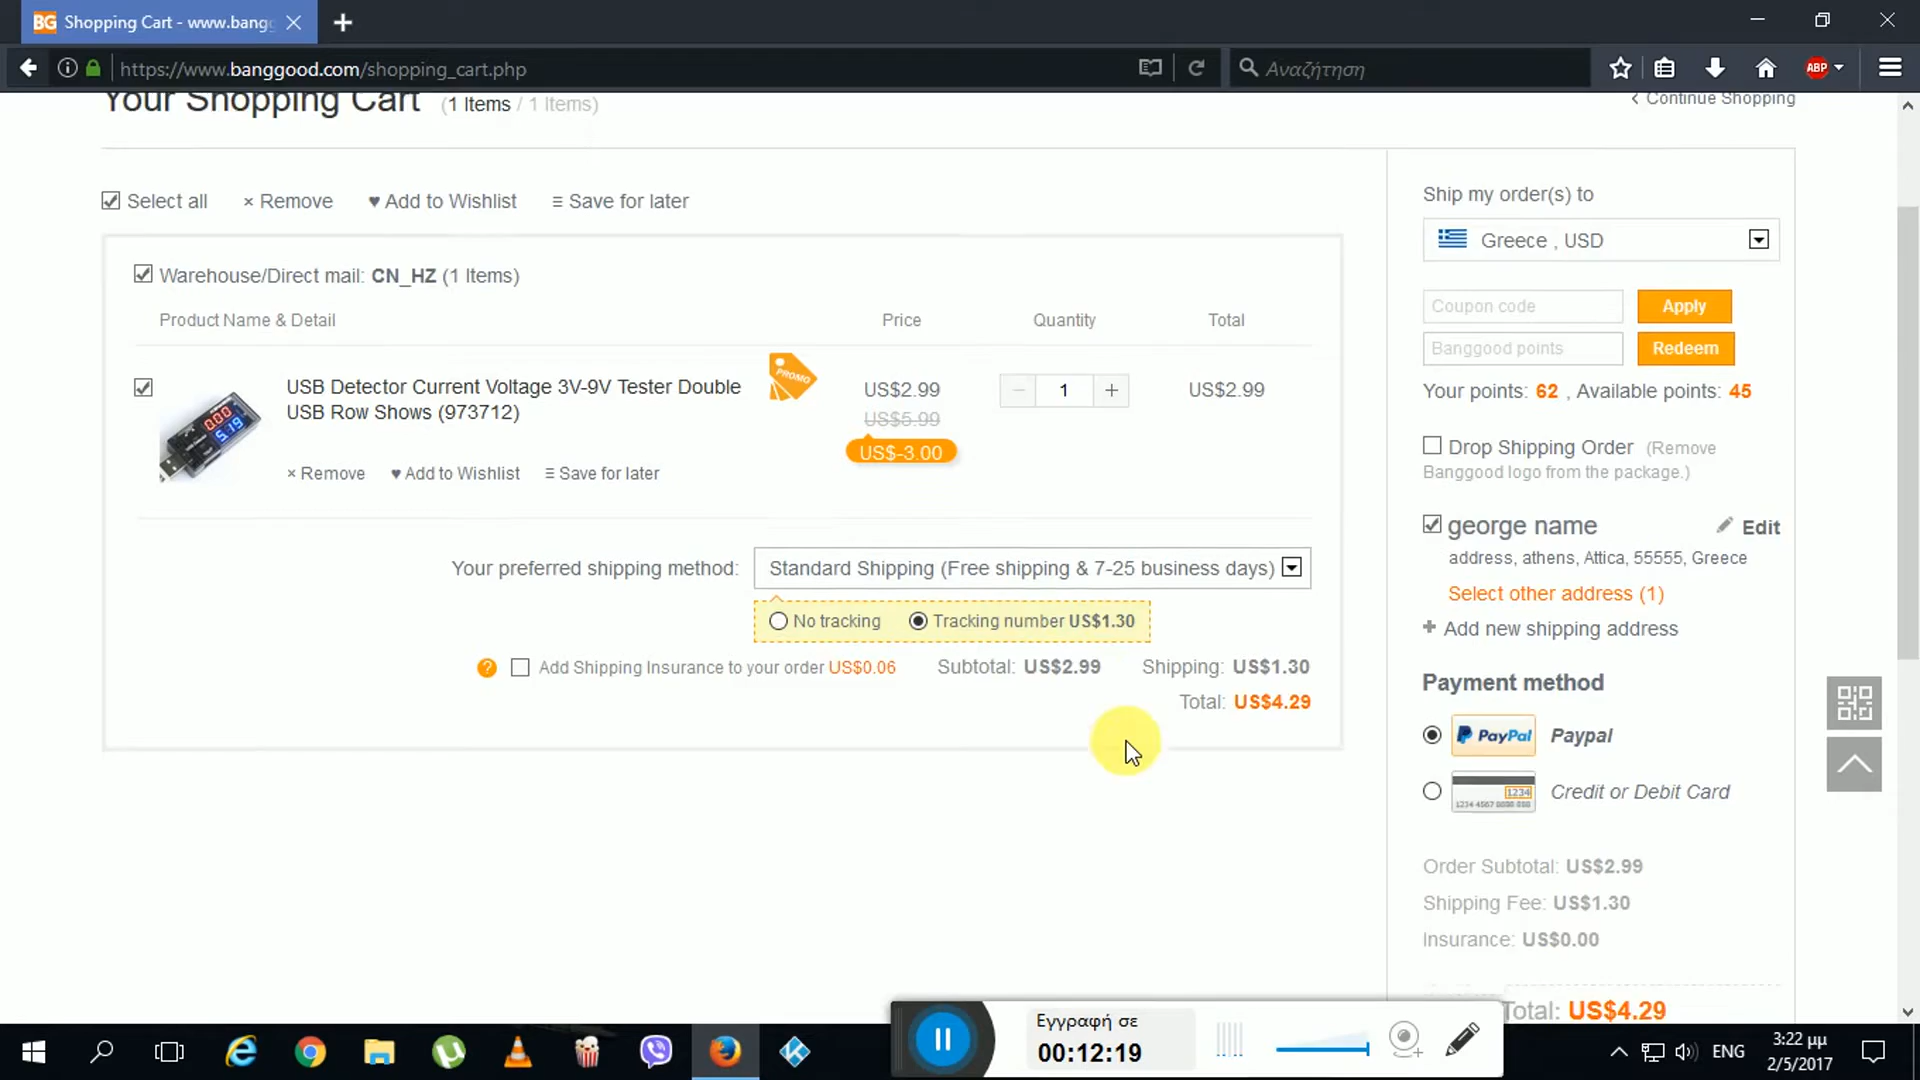 BG Shopping Cart - www.bangg
https://www.banggood.com/shopping_cart.php
Αναζήτηση
ABP
Your Shopping Cart (1 Items / 1 Items)
Continue Shopping
Select all × Remove ♥ Add to Wishlist ≡ Save for later
Warehouse/Direct mail: CN_HZ (1 Items)
Product Name & Detail Price Quantity Total
USB Detector Current Voltage 3V-9V Tester Double
USB Row Shows (973712)
PROMO
US$2.99
US$5.99
US$-3.00
− 1 +
US$2.99
0.00
5.19
× Remove ♥ Add to Wishlist ≡ Save for later
Your preferred shipping method: Standard Shipping (Free shipping & 7-25 business days)
No tracking Tracking number US$1.30
? Add Shipping Insurance to your order US$0.06 Subtotal: US$2.99 Shipping: US$1.30
Total: US$4.29
Ship my order(s) to
Greece , USD
Coupon code Apply
Banggood points Redeem
Your points: 62 , Available points: 45
Drop Shipping Order (Remove
Banggood logo from the package.)
george name Edit
address, athens, Attica, 55555, Greece
Select other address (1)
+ Add new shipping address
Payment method
PayPal Paypal
1234
Credit or Debit Card
Order Subtotal: US$2.99
Shipping Fee: US$1.30
Insurance: US$0.00
Total: US$4.29
Εγγραφή σε
00:12:19
ENG
3:22 μμ
2/5/2017